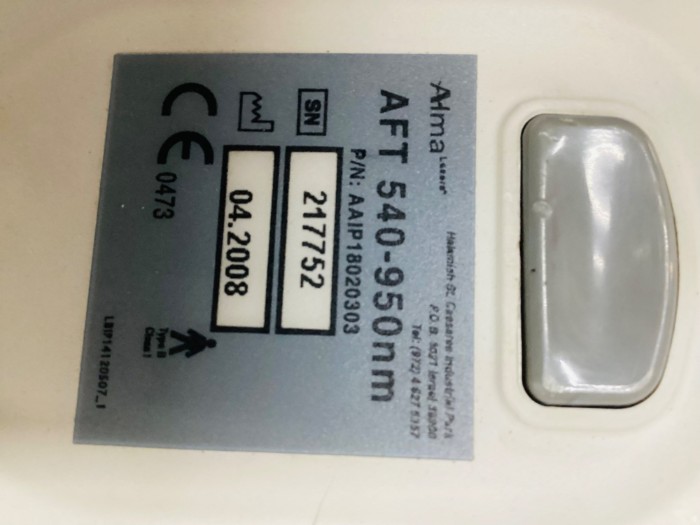 Alma Lasers®
Halamish St. Caesarea Industrial Park
P.O.B. 3021 Israel 38900
Tel: (972) 4 627 5357
AFT 540-950nm
P/N: AAIP18020303
SN 217752
04.2008
CE 0473
Type B
Class I
LBIP14120507_1